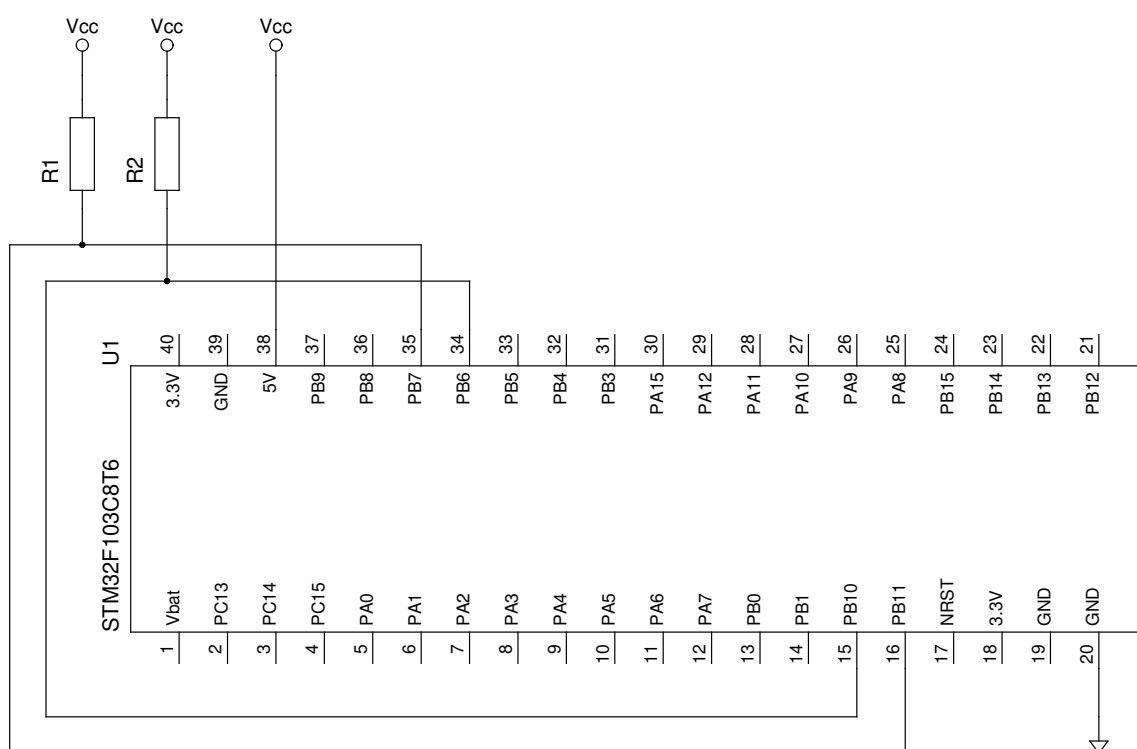 Vcc Vcc Vcc
R1 R2
U1
40 39 38 37 36 35 34 33 32 31 30 29 28 27 26 25 24 23 22 21
3.3V GND 5V PB9 PB8 PB7 PB6 PB5 PB4 PB3 PA15 PA12 PA11 PA10 PA9 PA8 PB15 PB14 PB13 PB12
STM32F103C8T6
Vbat PC13 PC14 PC15 PA0 PA1 PA2 PA3 PA4 PA5 PA6 PA7 PB0 PB1 PB10 PB11 NRST 3.3V GND GND
1 2 3 4 5 6 7 8 9 10 11 12 13 14 15 16 17 18 19 20